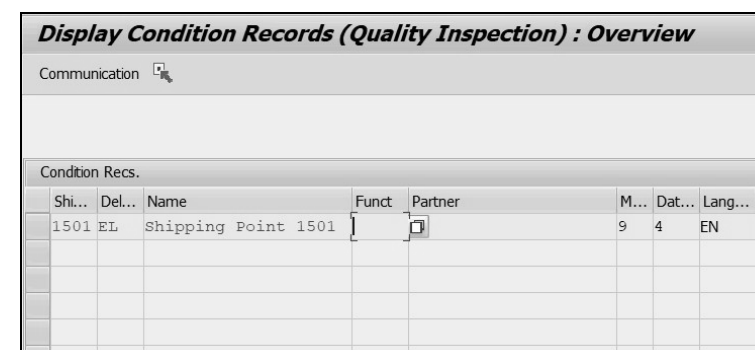 Display Condition Records (Quality Inspection) : Overview
Communication
Condition Recs.
Shi... Del... Name Funct Partner M... Dat... Lang...
1501 EL Shipping Point 1501 9 4 EN